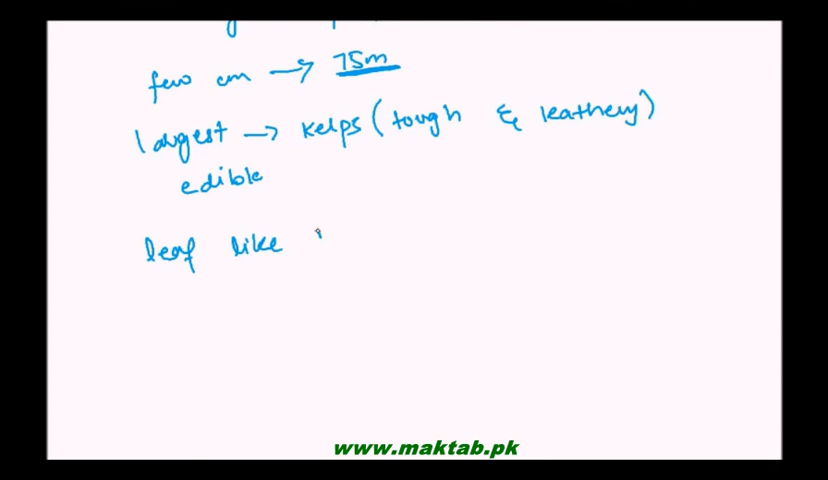 few cm → 75m
largest → kelps (tough & leathery)
edible
leaf like
www.maktab.pk